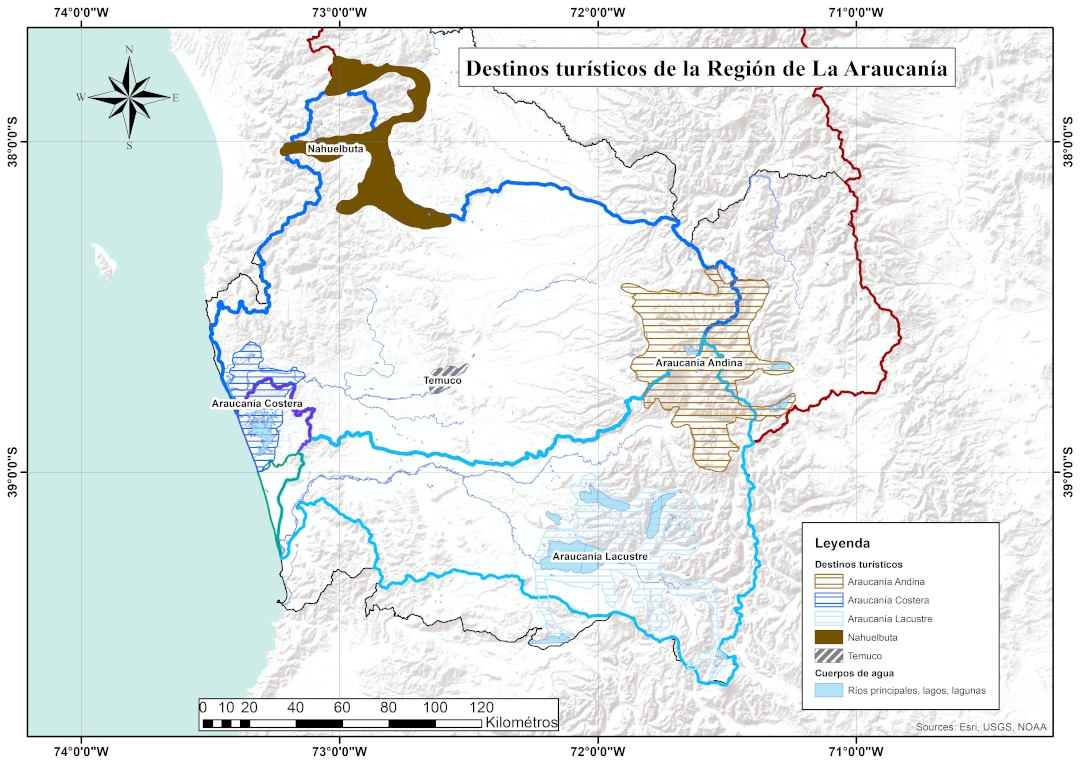 74°0'0"W 73°0'0"W 72°0'0"W 71°0'0"W
Destinos turísticos de la Región de La Araucanía
N
W E
S
38°0'0"S 38°0'0"S
Nahuelbuta
Araucanía Andina
Temuco
Araucanía Costera
39°0'0"S 39°0'0"S
Araucanía Lacustre
Leyenda
Destinos turísticos
Araucanía Andina
Araucanía Costera
Araucanía Lacustre
Nahuelbuta
Temuco
Cuerpos de agua
Ríos principales, lagos, lagunas
0 10 20 40 60 80 100 120
Kilométros
Sources: Esri, USGS, NOAA
74°0'0"W 73°0'0"W 72°0'0"W 71°0'0"W